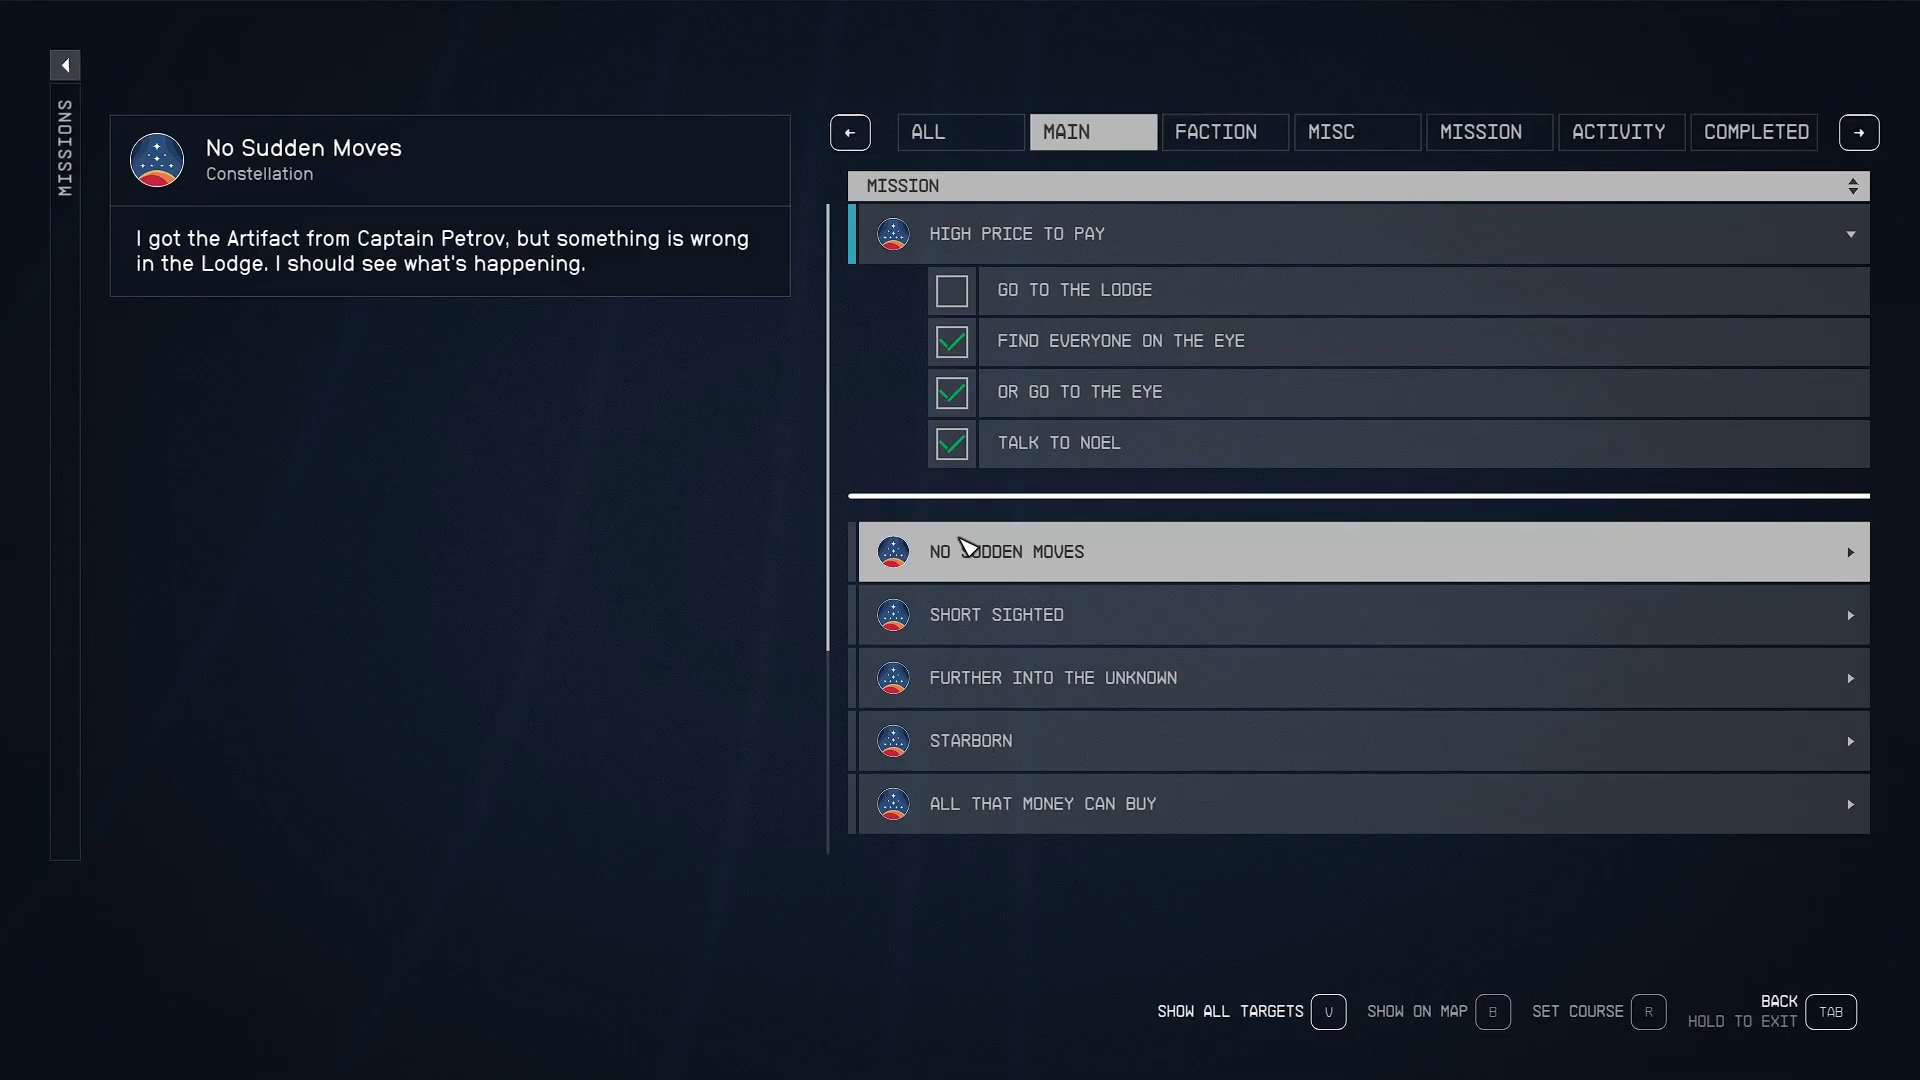 MISSIONS
No Sudden Moves
Constellation
I got the Artifact from Captain Petrov, but something is wrong
in the Lodge. I should see what's happening.
ALL
MAIN
FACTION
MISC
MISSION
ACTIVITY
COMPLETED
MISSION
HIGH PRICE TO PAY
GO TO THE LODGE
FIND EVERYONE ON THE EYE
OR GO TO THE EYE
TALK TO NOEL
NO SUDDEN MOVES
SHORT SIGHTED
FURTHER INTO THE UNKNOWN
STARBORN
ALL THAT MONEY CAN BUY
SHOW ALL TARGETS V
SHOW ON MAP B
SET COURSE R
BACK
HOLD TO EXIT
TAB